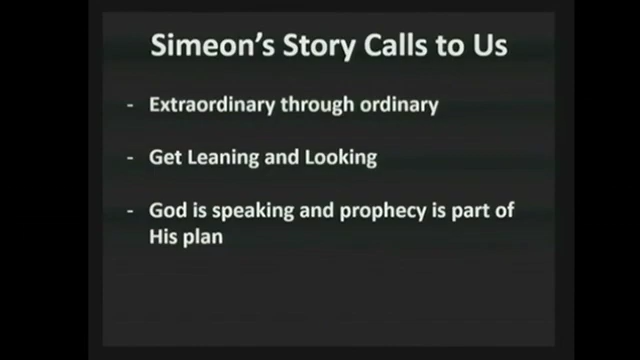 Simeon's Story Calls to Us
- Extraordinary through ordinary
- Get Leaning and Looking
- God is speaking and prophecy is part of
His plan